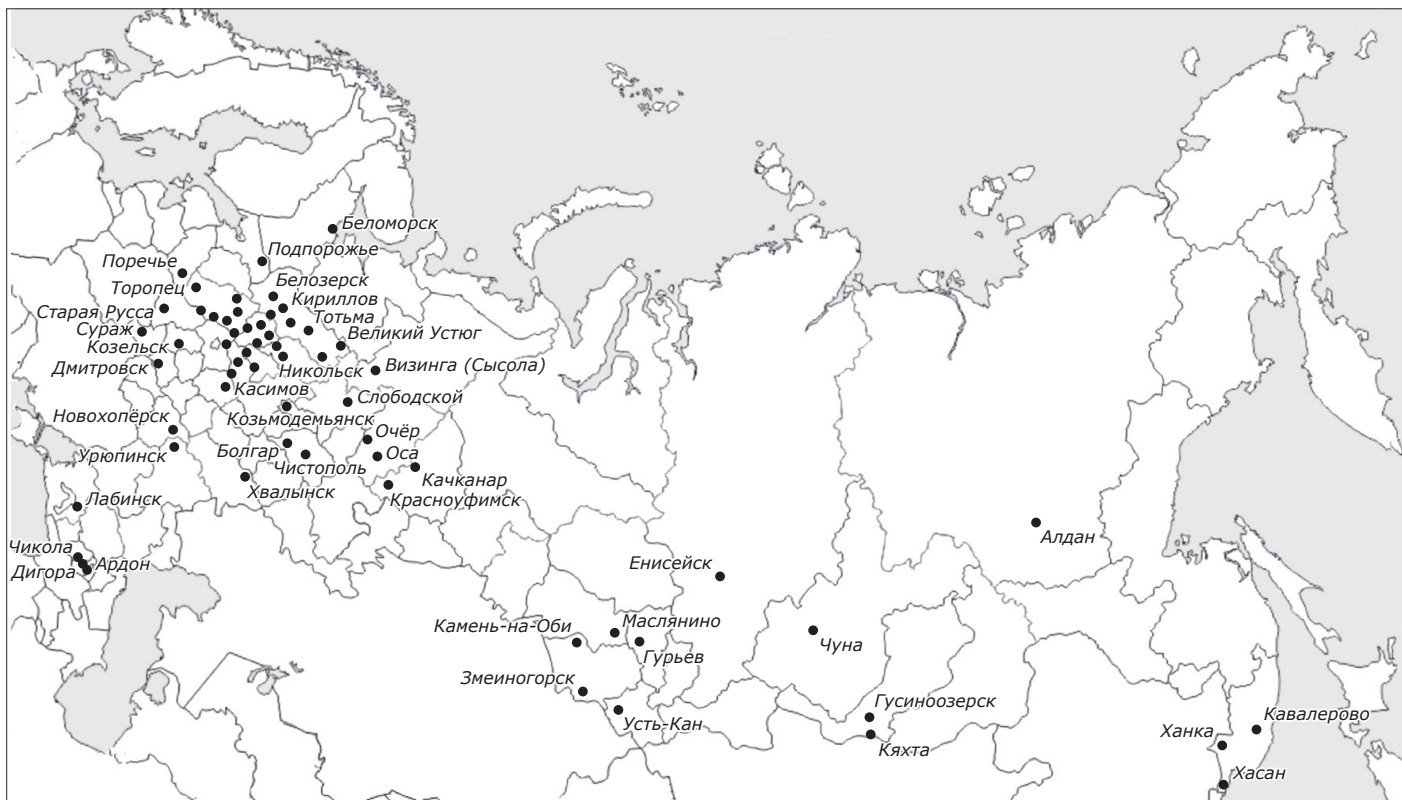 Беломорск
Подпорожье
Поречье
Белозерск
Торопец
Кириллов
Старая Русса
Тотьма
Сураж
Великий Устюг
Козельск
Дмитровск
Никольск
Визинга (Сысола)
Касимов
Слободской
Новохопёрск
Козьмодемьянск
Очёр
Урюпинск
Болгар
Оса
Чистополь
Качканар
Хвалынск
Красноуфимск
Лабинск
Алдан
Чикола
Ардон
Дигора
Енисейск
Камень-на-Оби
Маслянино
Чуна
Гурьев
Змеиногорск
Гусиноозерск
Усть-Кан
Кавалерово
Ханка
Кяхта
Хасан